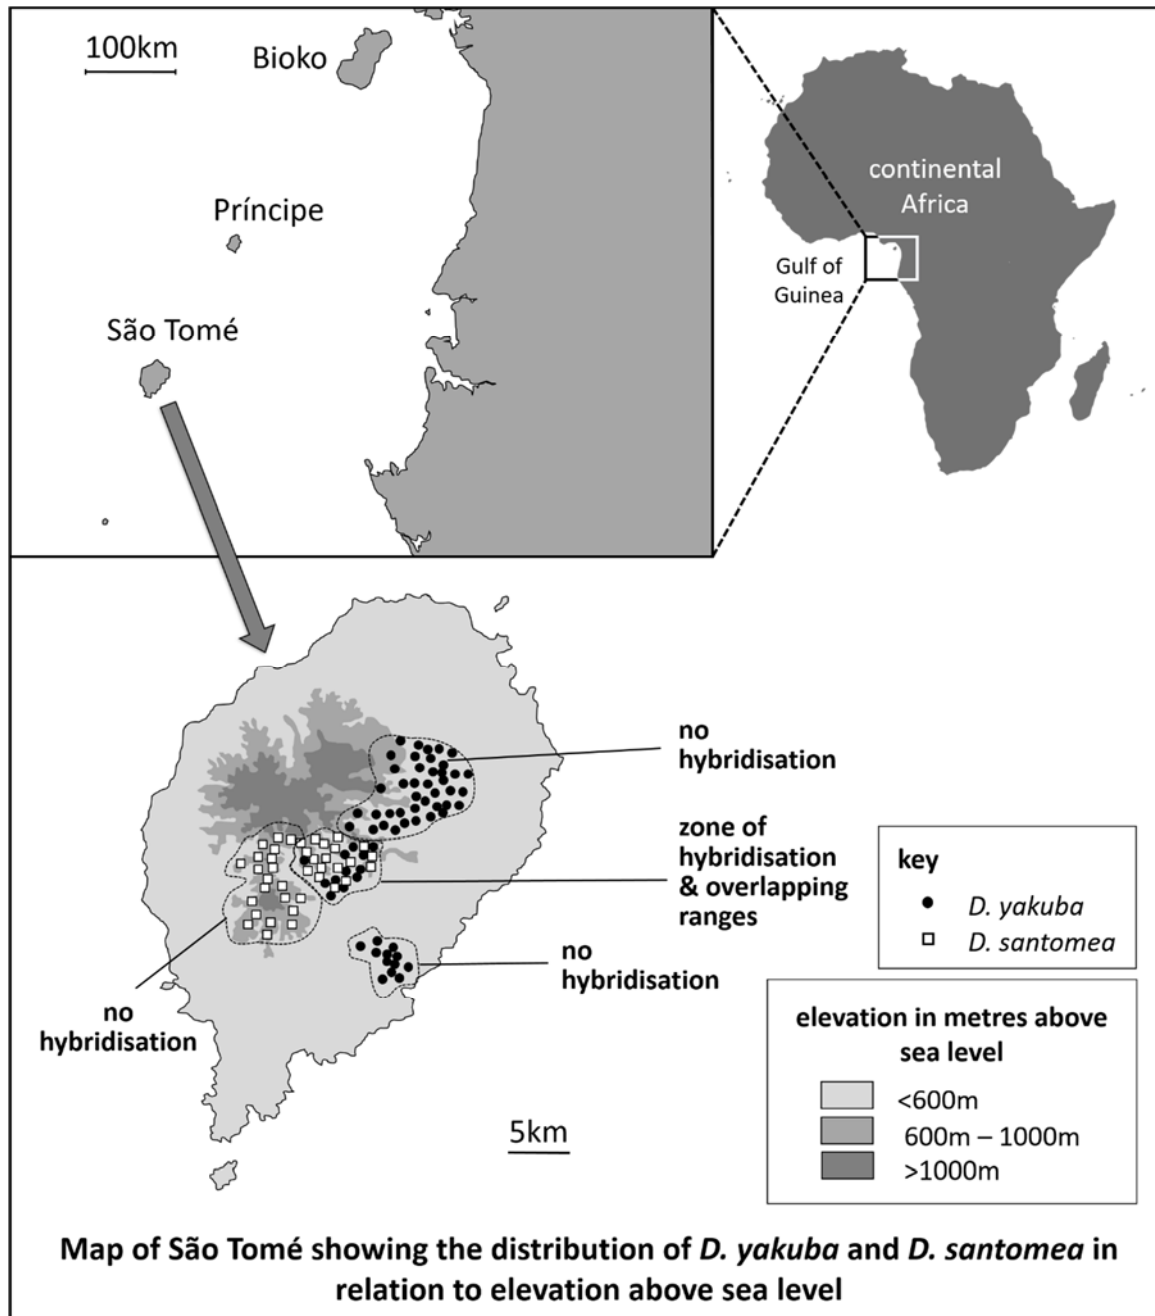 100km
Bioko
Príncipe
São Tomé
continental
Africa
Gulf of
Guinea
no
hybridisation
zone of
hybridisation
& overlapping
ranges
no
hybridisation
no
hybridisation
5km
key
D. yakuba
D. santomea
elevation in metres above
sea level
<600m
600m – 1000m
>1000m
Map of São Tomé showing the distribution of D. yakuba and D. santomea in
relation to elevation above sea level